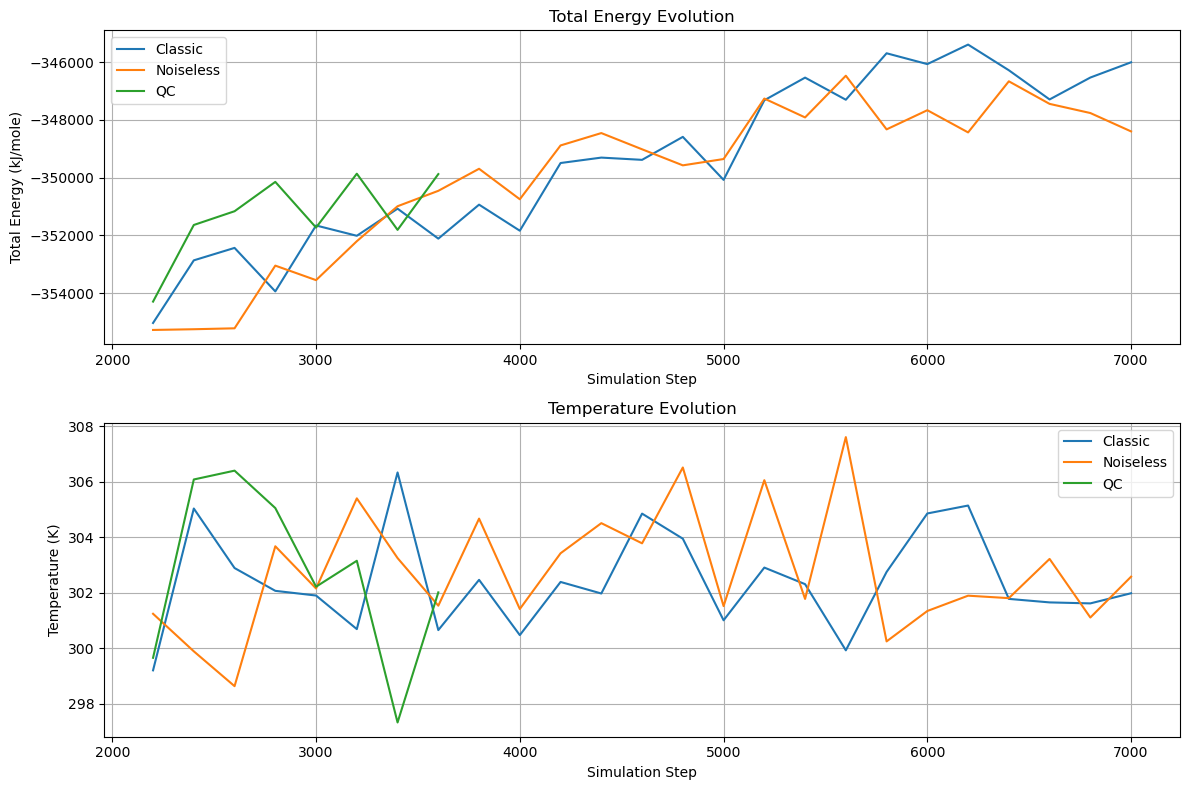 Total Energy Evolution
Classic
Noiseless
QC
Total Energy (kJ/mole)
−346000
−348000
−350000
−352000
−354000
2000 3000 4000 5000 6000 7000
Simulation Step
Temperature Evolution
Classic
Noiseless
QC
Temperature (K)
308
306
304
302
300
298
2000 3000 4000 5000 6000 7000
Simulation Step